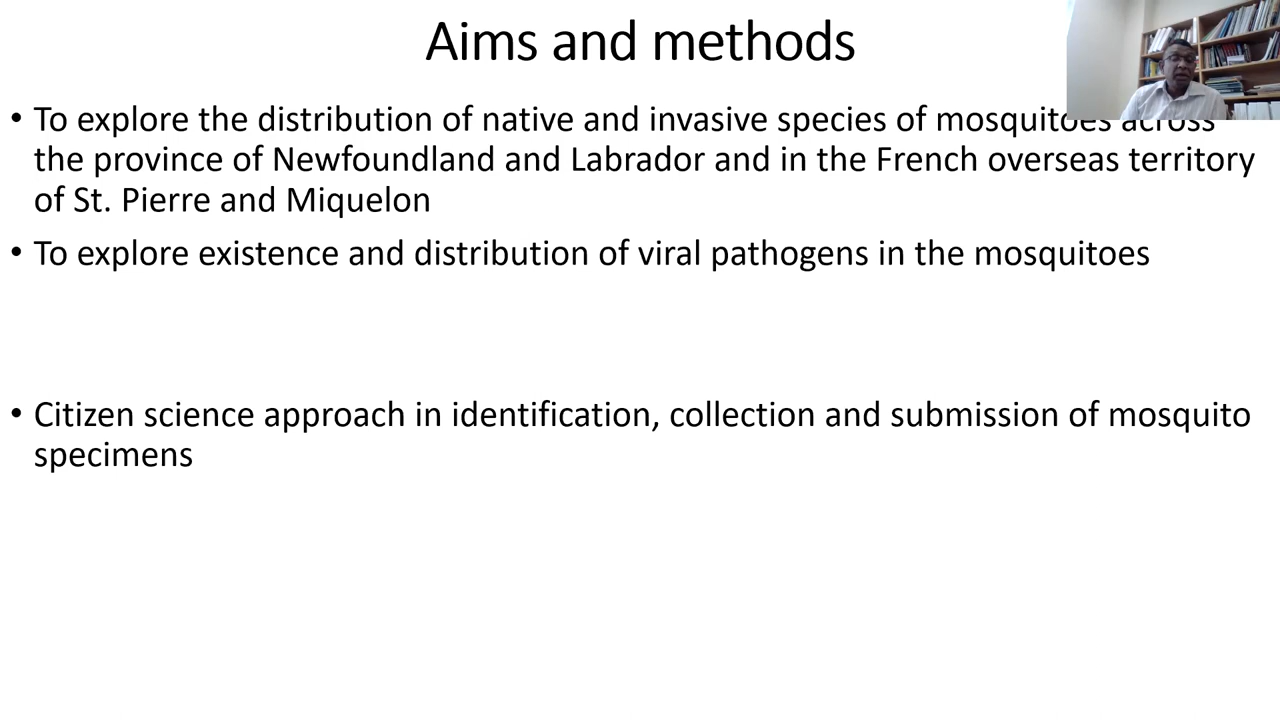 Aims and methods
• To explore the distribution of native and invasive species of mosquitoes across
the province of Newfoundland and Labrador and in the French overseas territory
of St. Pierre and Miquelon
• To explore existence and distribution of viral pathogens in the mosquitoes
• Citizen science approach in identification, collection and submission of mosquito
specimens